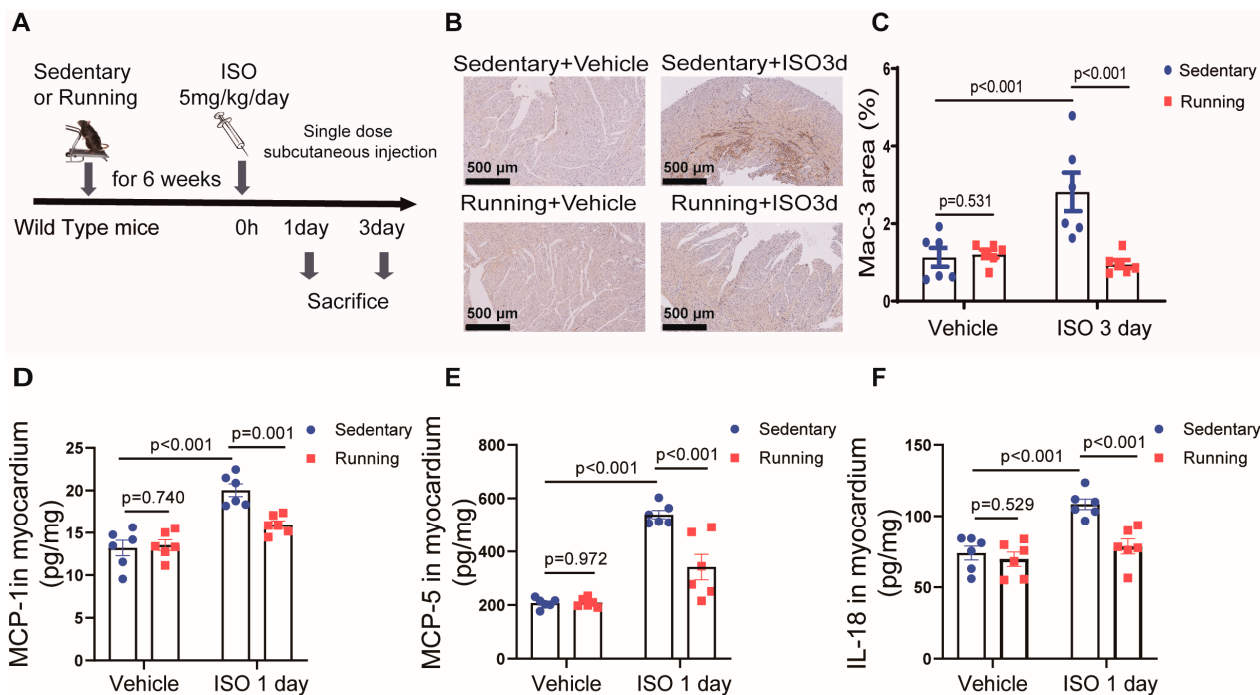 A
Sedentary
or Running
ISO
5mg/kg/day
Single dose
subcutaneous injection
for 6 weeks
Wild Type mice
0h
1day
3day
Sacrifice
B
Sedentary+Vehicle
Sedentary+ISO3d
500 μm
500 μm
Running+Vehicle
Running+ISO3d
500 μm
500 μm
C
Mac-3 area (%)
6
4
2
0
p<0.001
p<0.001
p=0.531
Sedentary
Running
Vehicle
ISO 3 day
D
MCP-1in myocardium
(pg/mg)
25
20
15
10
5
0
p<0.001
p=0.001
p=0.740
Sedentary
Running
Vehicle
ISO 1 day
E
MCP-5 in myocardium
(pg/mg)
800
600
400
200
0
p<0.001
p<0.001
p=0.972
Sedentary
Running
Vehicle
ISO 1 day
F
IL-18 in myocardium
(pg/mg)
150
100
50
0
p<0.001
p<0.001
p=0.529
Sedentary
Running
Vehicle
ISO 1 day